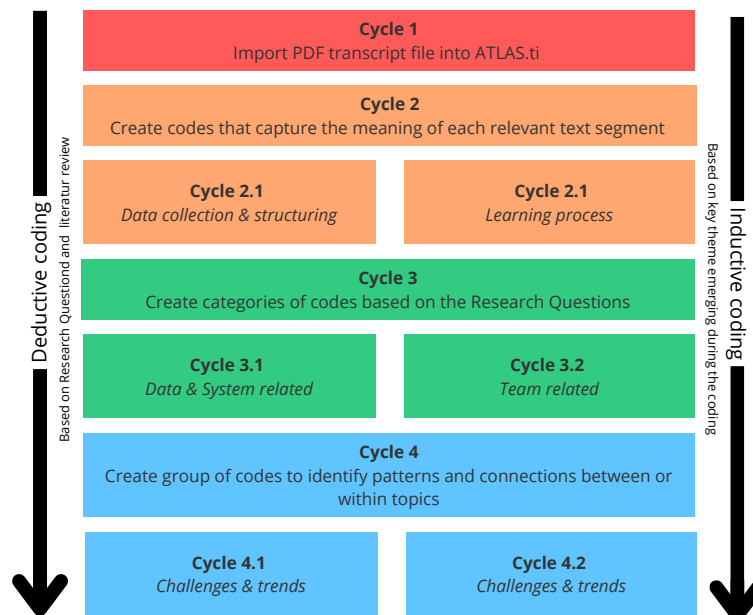 Cycle 1
Import PDF transcript file into ATLAS.ti
Cycle 2
Create codes that capture the meaning of each relevant text segment
Cycle 2.1
Data collection & structuring
Cycle 2.1
Learning process
Cycle 3
Create categories of codes based on the Research Questions
Cycle 3.1
Data & System related
Cycle 3.2
Team related
Cycle 4
Create group of codes to identify patterns and connections between or
within topics
Cycle 4.1
Challenges & trends
Cycle 4.2
Challenges & trends
Deductive coding
Based on Research Questiond and literatur review
Inductive coding
Based on key theme emerging during the coding